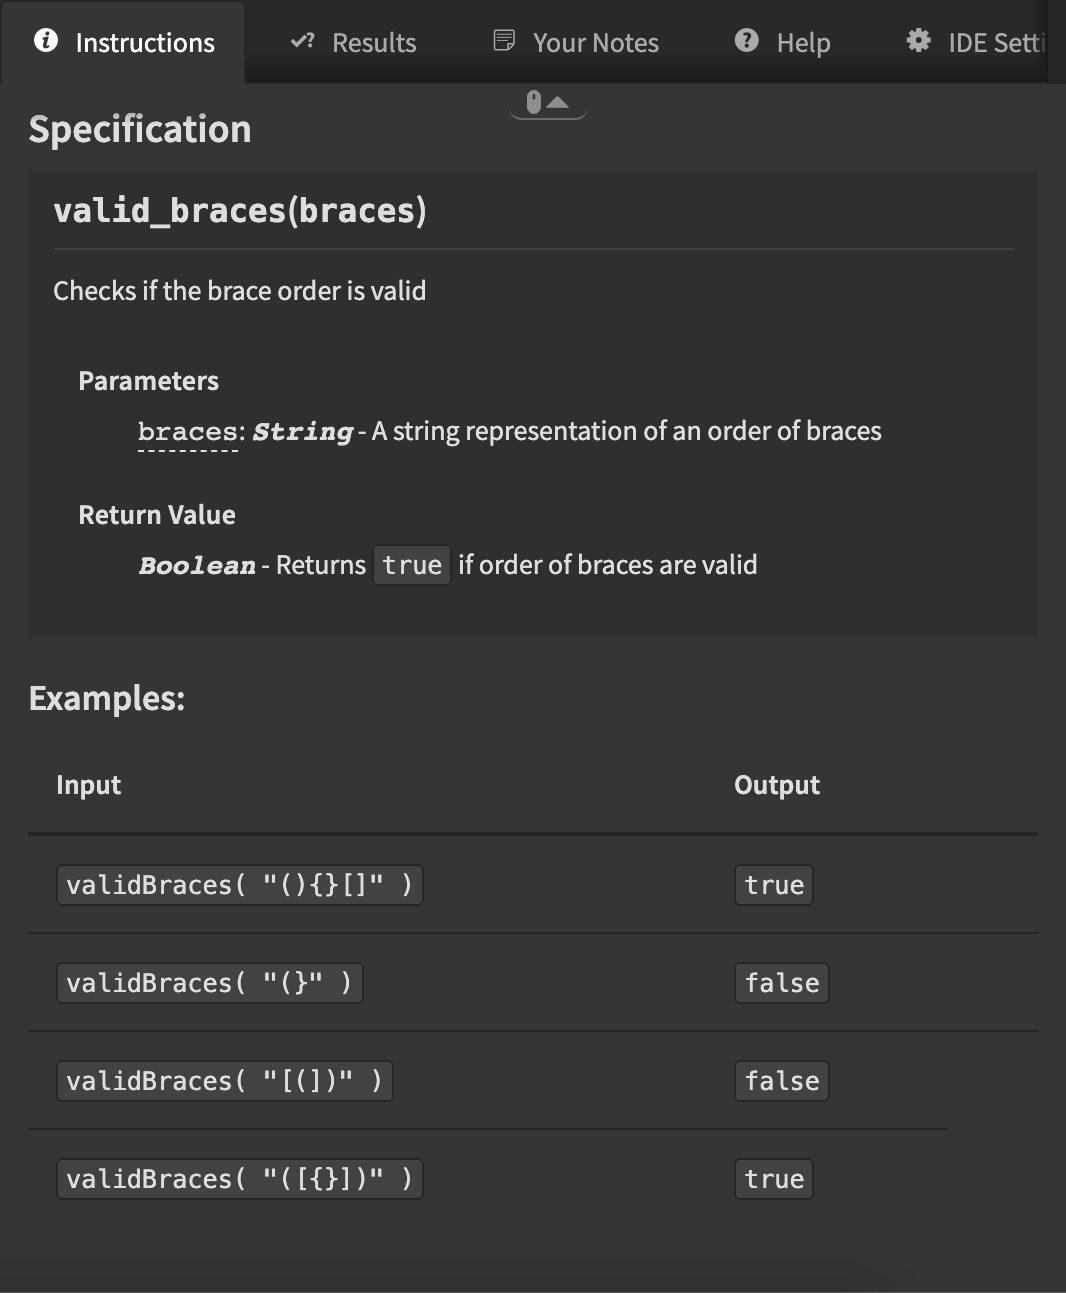 Instructions
Results
Your Notes
Help
IDE Setti
Specification
valid_braces(braces)
Checks if the brace order is valid
Parameters
braces: String - A string representation of an order of braces
Return Value
Boolean - Returns true if order of braces are valid
Examples:
Input Output
validBraces( "(){}[]" ) true
validBraces( "(}" ) false
validBraces( "[(])" ) false
validBraces( "([{}])" ) true